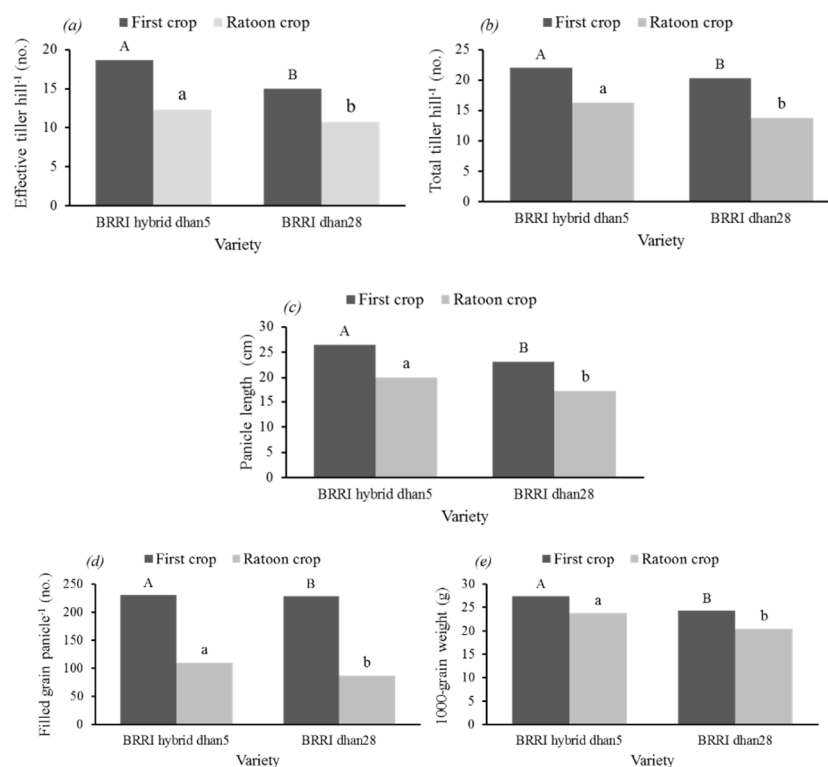 (a)
First crop Ratoon crop
Effective tiller hill⁻¹ (no.)
20
15
10
5
0
A
a
B
b
BRRI hybrid dhan5 BRRI dhan28
Variety
(b)
First crop Ratoon crop
Total tiller hill⁻¹ (no.)
25
20
15
10
5
0
A
a
B
b
BRRI hybrid dhan5 BRRI dhan28
Variety
(c)
First crop Ratoon crop
Panicle length (cm)
30
25
20
15
10
5
0
A
a
B
b
BRRI hybrid dhan5 BRRI dhan28
Variety
(d)
First crop Ratoon crop
Filled grain panicle⁻¹ (no.)
250
200
150
100
50
0
A
a
B
b
BRRI hybrid dhan5 BRRI dhan28
Variety
(e)
First crop Ratoon crop
1000-grain weight (g)
30
25
20
15
10
5
0
A
a
B
b
BRRI hybrid dhan5 BRRI dhan28
Variety